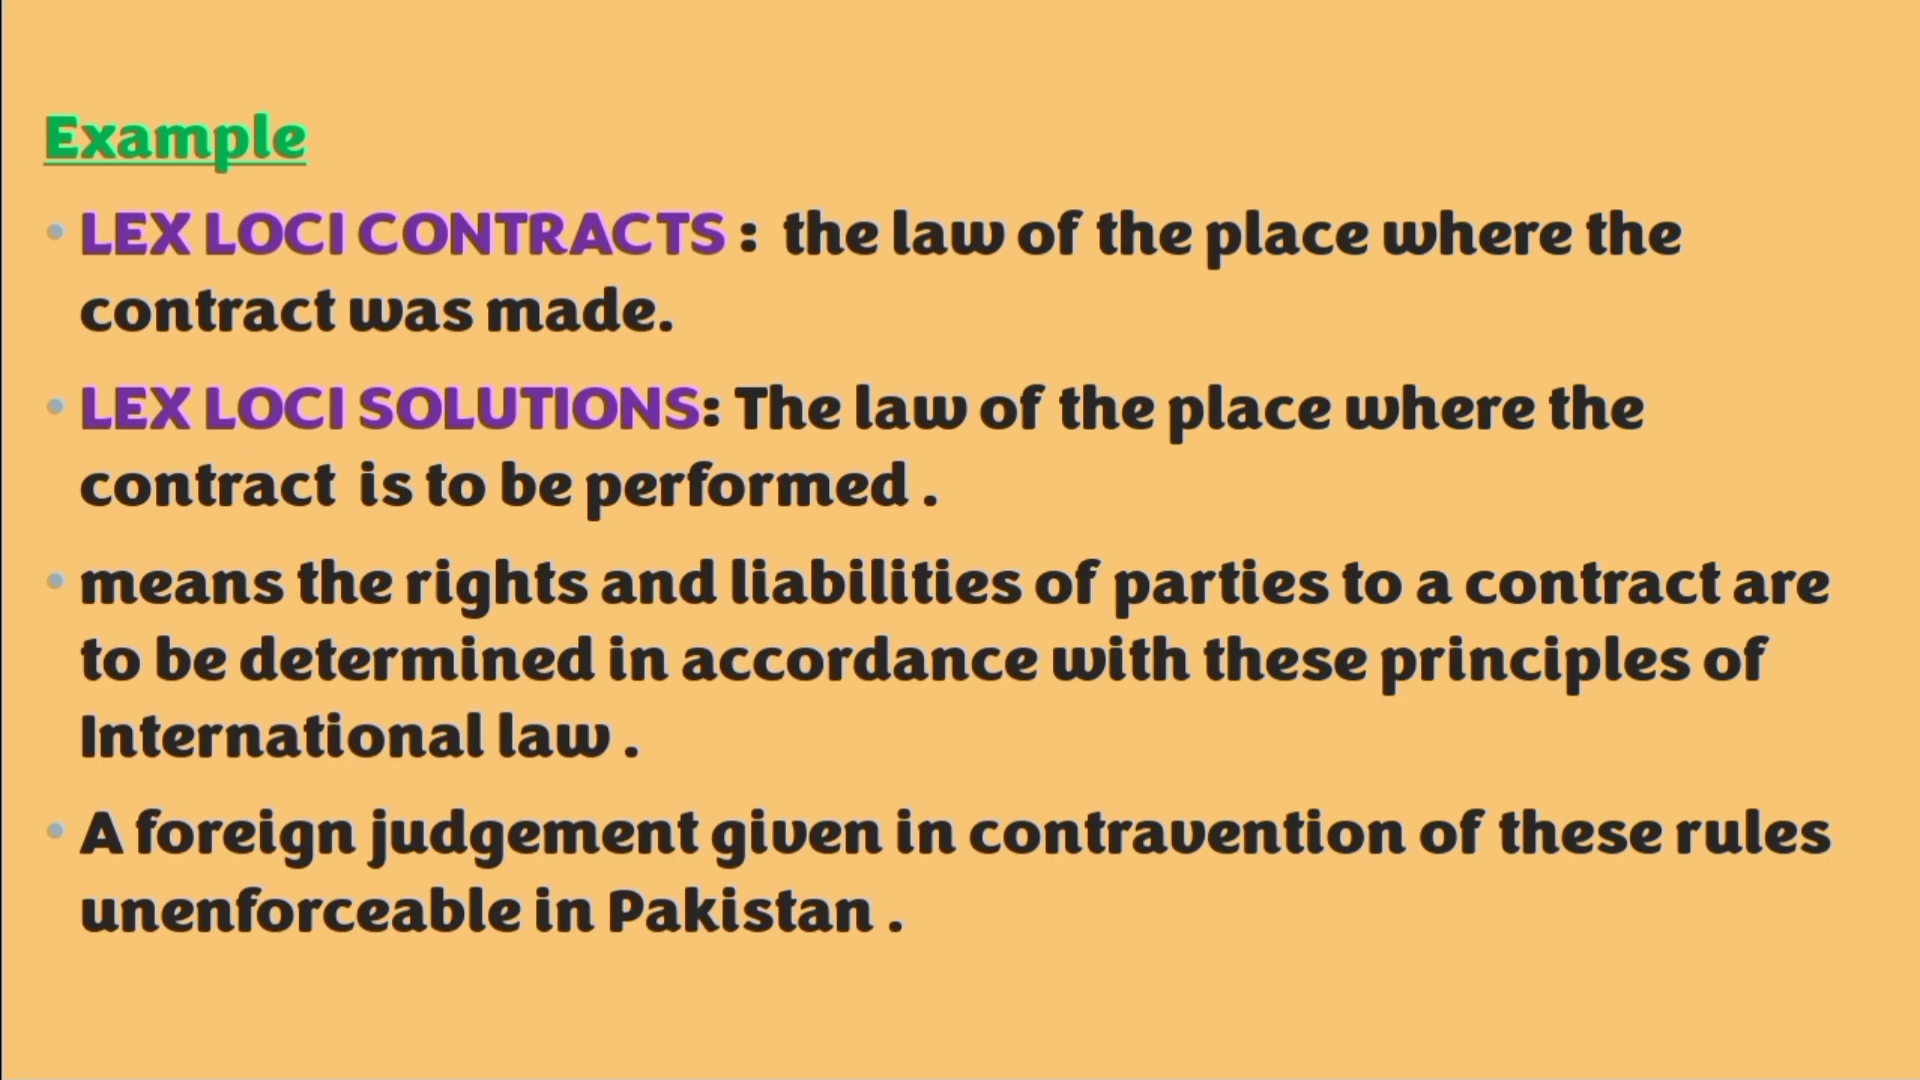 Example
• LEX LOCI CONTRACTS : the law of the place where the
contract was made.
• LEX LOCI SOLUTIONS: The law of the place where the
contract is to be performed .
• means the rights and liabilities of parties to a contract are
to be determined in accordance with these principles of
International law .
• A foreign judgement given in contravention of these rules
unenforceable in Pakistan .